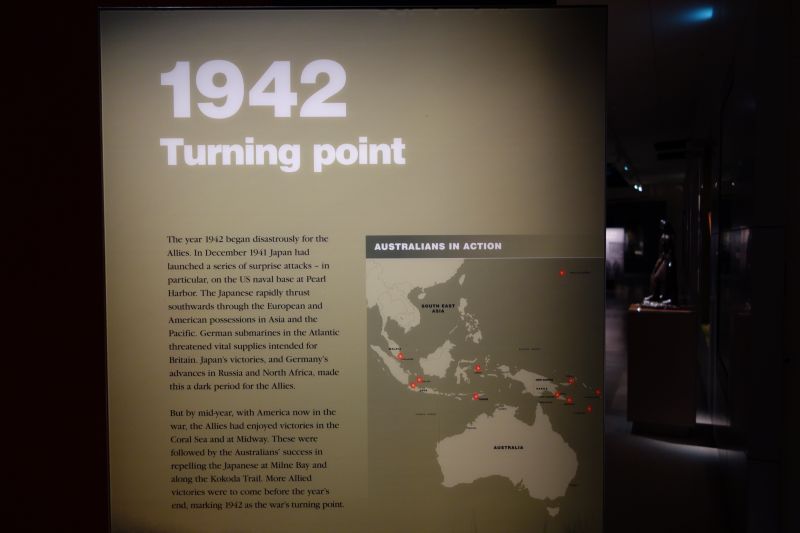 1942
Turning point
The year 1942 began disastrously for the
Allies. In December 1941 Japan had
launched a series of surprise attacks – in
particular, on the US naval base at Pearl
Harbor. The Japanese rapidly thrust
southwards through the European and
American possessions in Asia and the
Pacific. German submarines in the Atlantic
threatened vital supplies intended for
Britain. Japan's victories, and Germany's
advances in Russia and North Africa, made
this a dark period for the Allies.
But by mid-year, with America now in the
war, the Allies had enjoyed victories in the
Coral Sea and at Midway. These were
followed by the Australians' success in
repelling the Japanese at Milne Bay and
along the Kokoda Trail. More Allied
victories were to come before the year's
end, marking 1942 as the war's turning point.
AUSTRALIANS IN ACTION
SOUTH EAST
ASIA
MALAYA
NEW GUINEA
PAPUA
AUSTRALIA